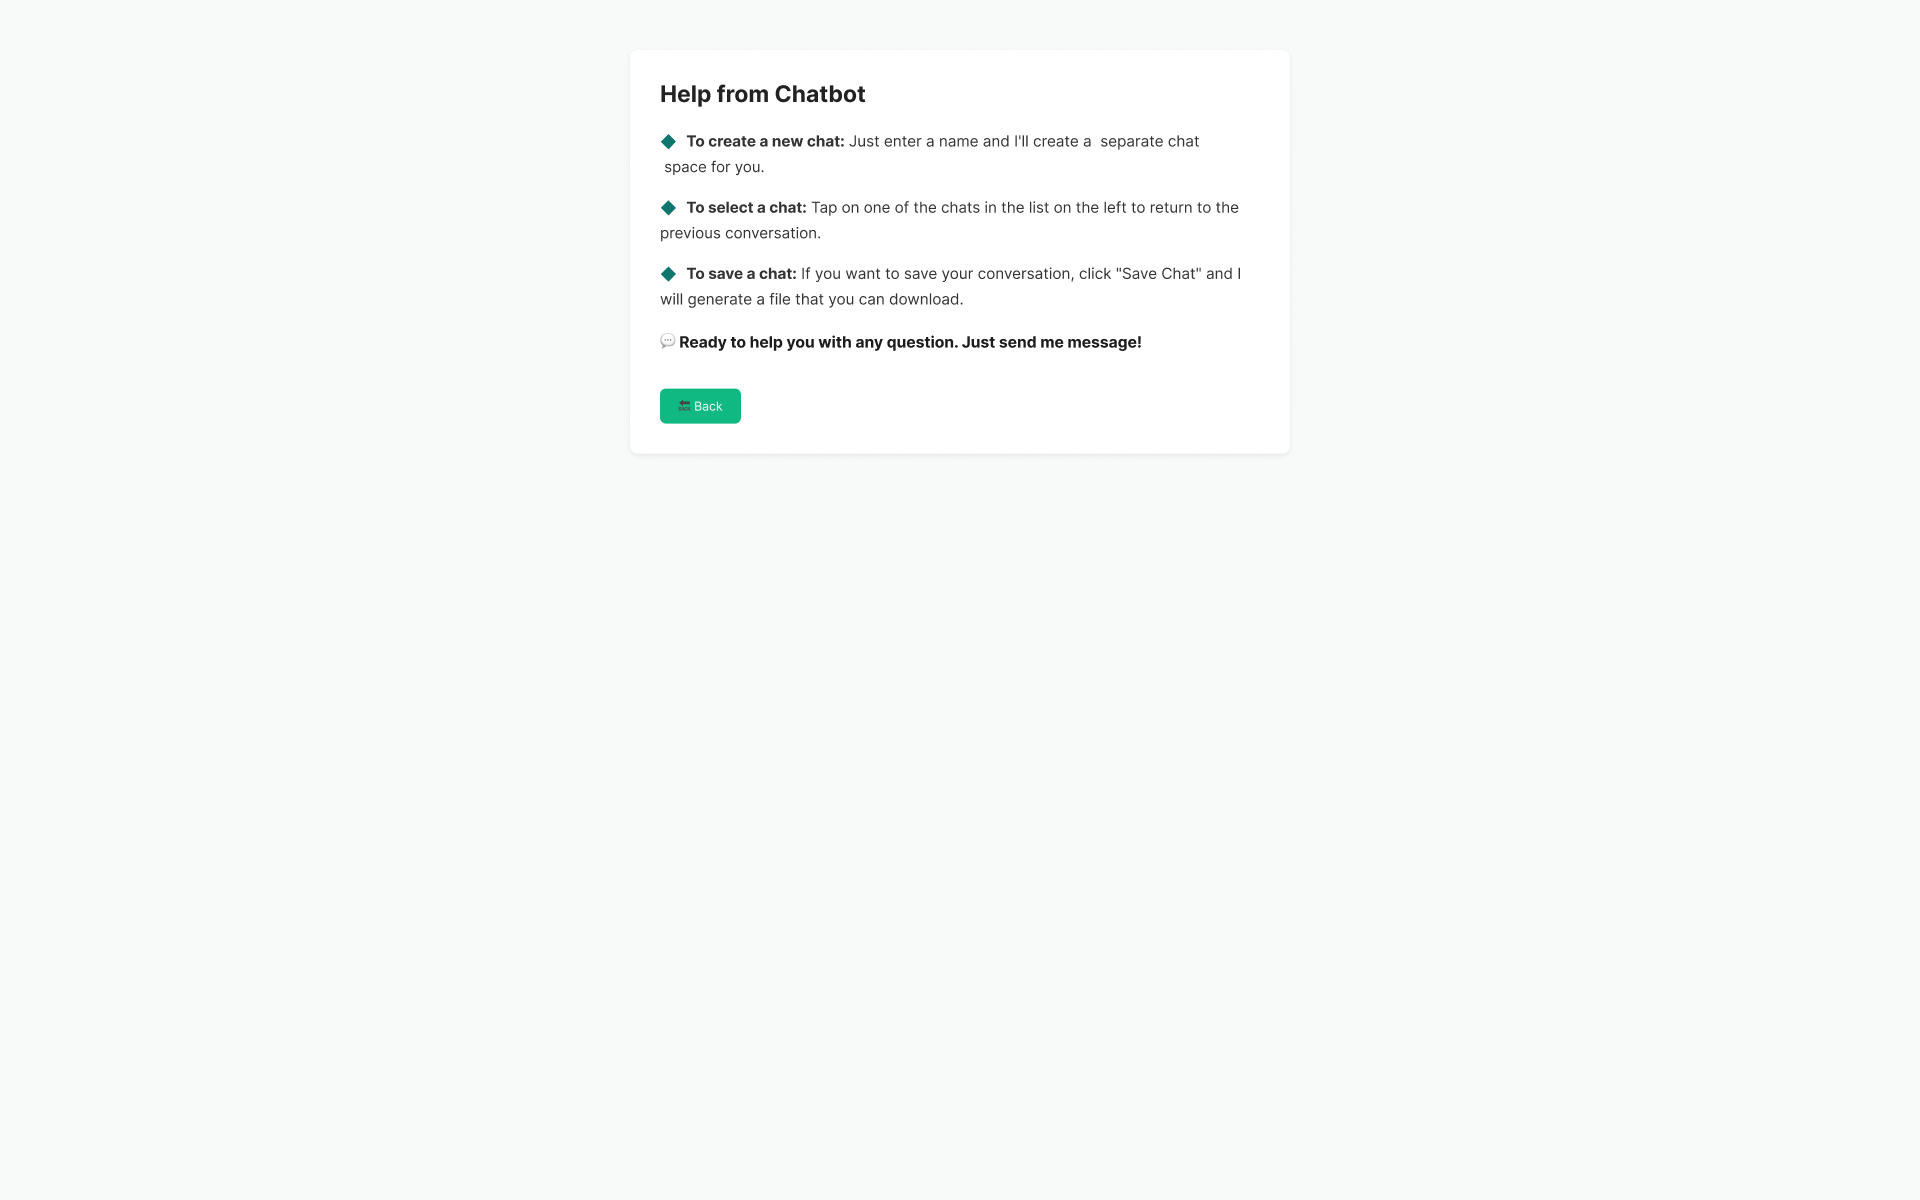 Help from Chatbot
To create a new chat: Just enter a name and I'll create a separate chat
space for you.
To select a chat: Tap on one of the chats in the list on the left to return to the
previous conversation.
To save a chat: If you want to save your conversation, click "Save Chat" and I
will generate a file that you can download.
Ready to help you with any question. Just send me message!
Back